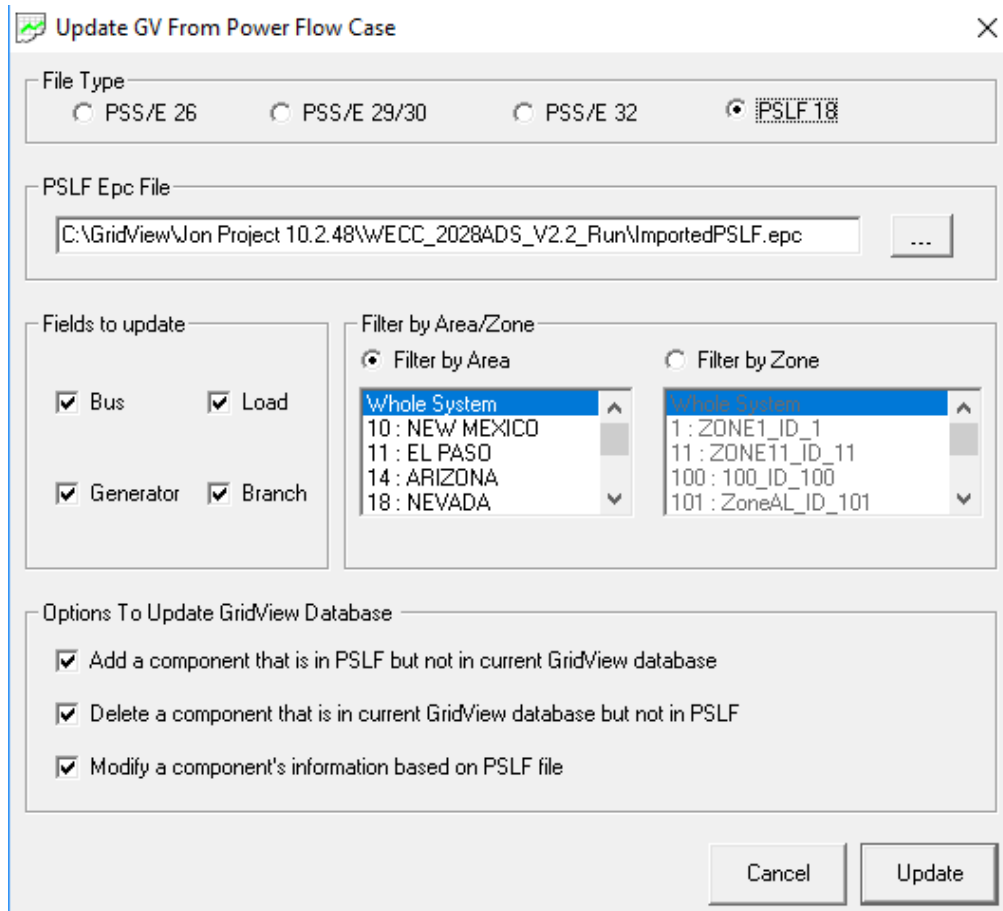 Update GV From Power Flow Case
File Type
PSS/E 26
PSS/E 29/30
PSS/E 32
PSLF 18
PSLF Epc File
C:\GridView\Jon Project 10.2.48\WECC_2028ADS_V2.2_Run\ImportedPSLF.epc
...
Fields to update
Bus
Load
Generator
Branch
Filter by Area/Zone
Filter by Area
Whole System
10 : NEW MEXICO
11 : EL PASO
14 : ARIZONA
18 : NEVADA
Filter by Zone
Whole System
1 : ZONE1_ID_1
11 : ZONE11_ID_11
100 : 100_ID_100
101 : ZoneAL_ID_101
Options To Update GridView Database
Add a component that is in PSLF but not in current GridView database
Delete a component that is in current GridView database but not in PSLF
Modify a component's information based on PSLF file
Cancel
Update